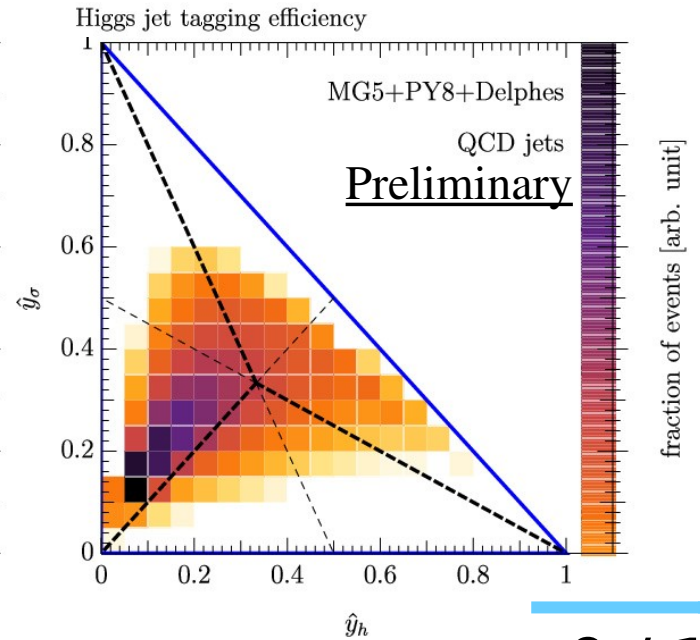 Higgs jet tagging efficiency
MG5+PY8+Delphes
QCD jets
Preliminary
1
0.8
0.6
0.4
0.2
0
ŷσ
0 0.2 0.4 0.6 0.8 1
ŷh
fraction of events [arb. unit]